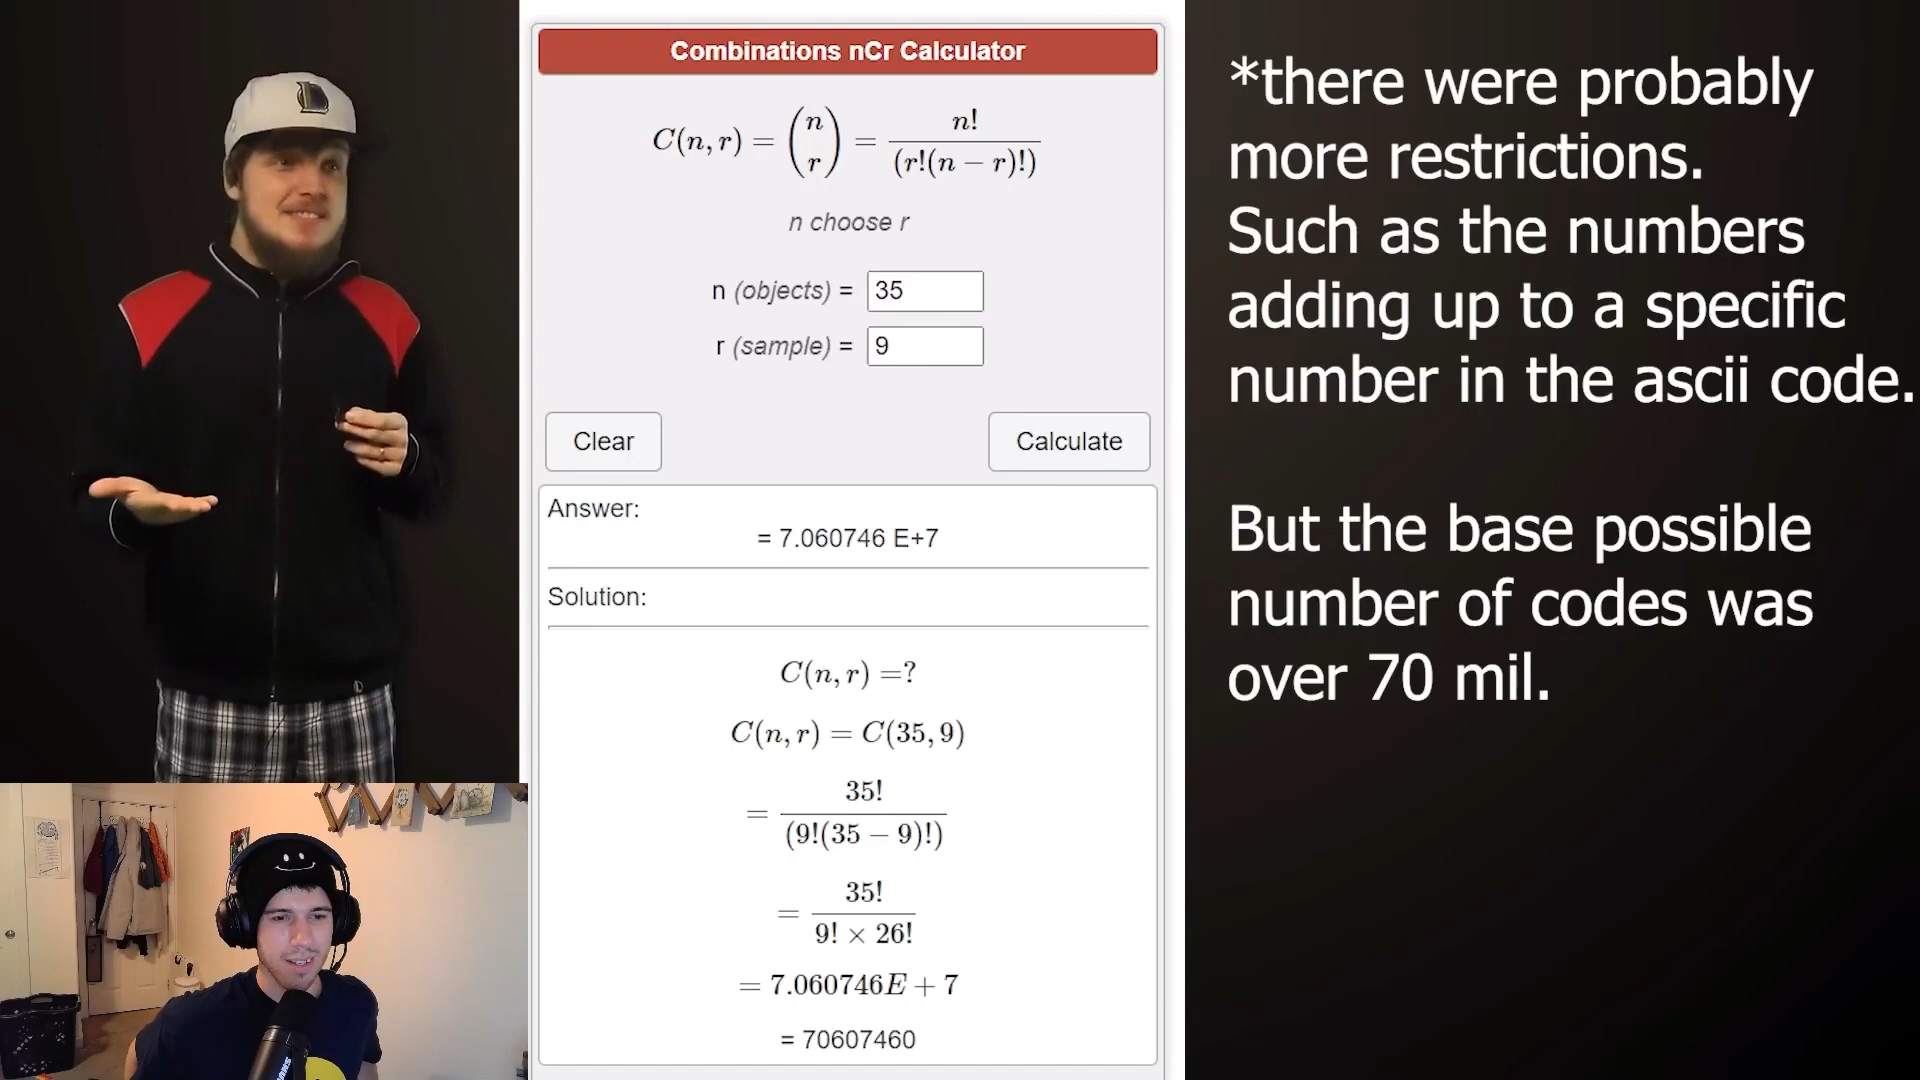 Combinations nCr Calculator
C(n, r) = (n r) = n! / (r!(n − r)!)
n choose r
n (objects) = 35
r (sample) = 9
Clear Calculate
Answer:
= 7.060746 E+7
Solution:
C(n, r) =?
C(n, r) = C(35, 9)
= 35! / (9!(35 − 9)!)
= 35! / 9! × 26!
= 7.060746E + 7
= 70607460
*there were probably
more restrictions.
Such as the numbers
adding up to a specific
number in the ascii code.
But the base possible
number of codes was
over 70 mil.